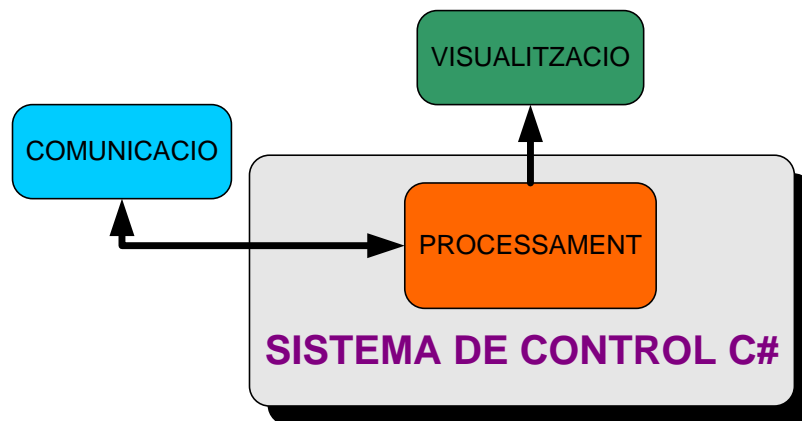 VISUALITZACIO
COMUNICACIO
PROCESSAMENT
SISTEMA DE CONTROL C#